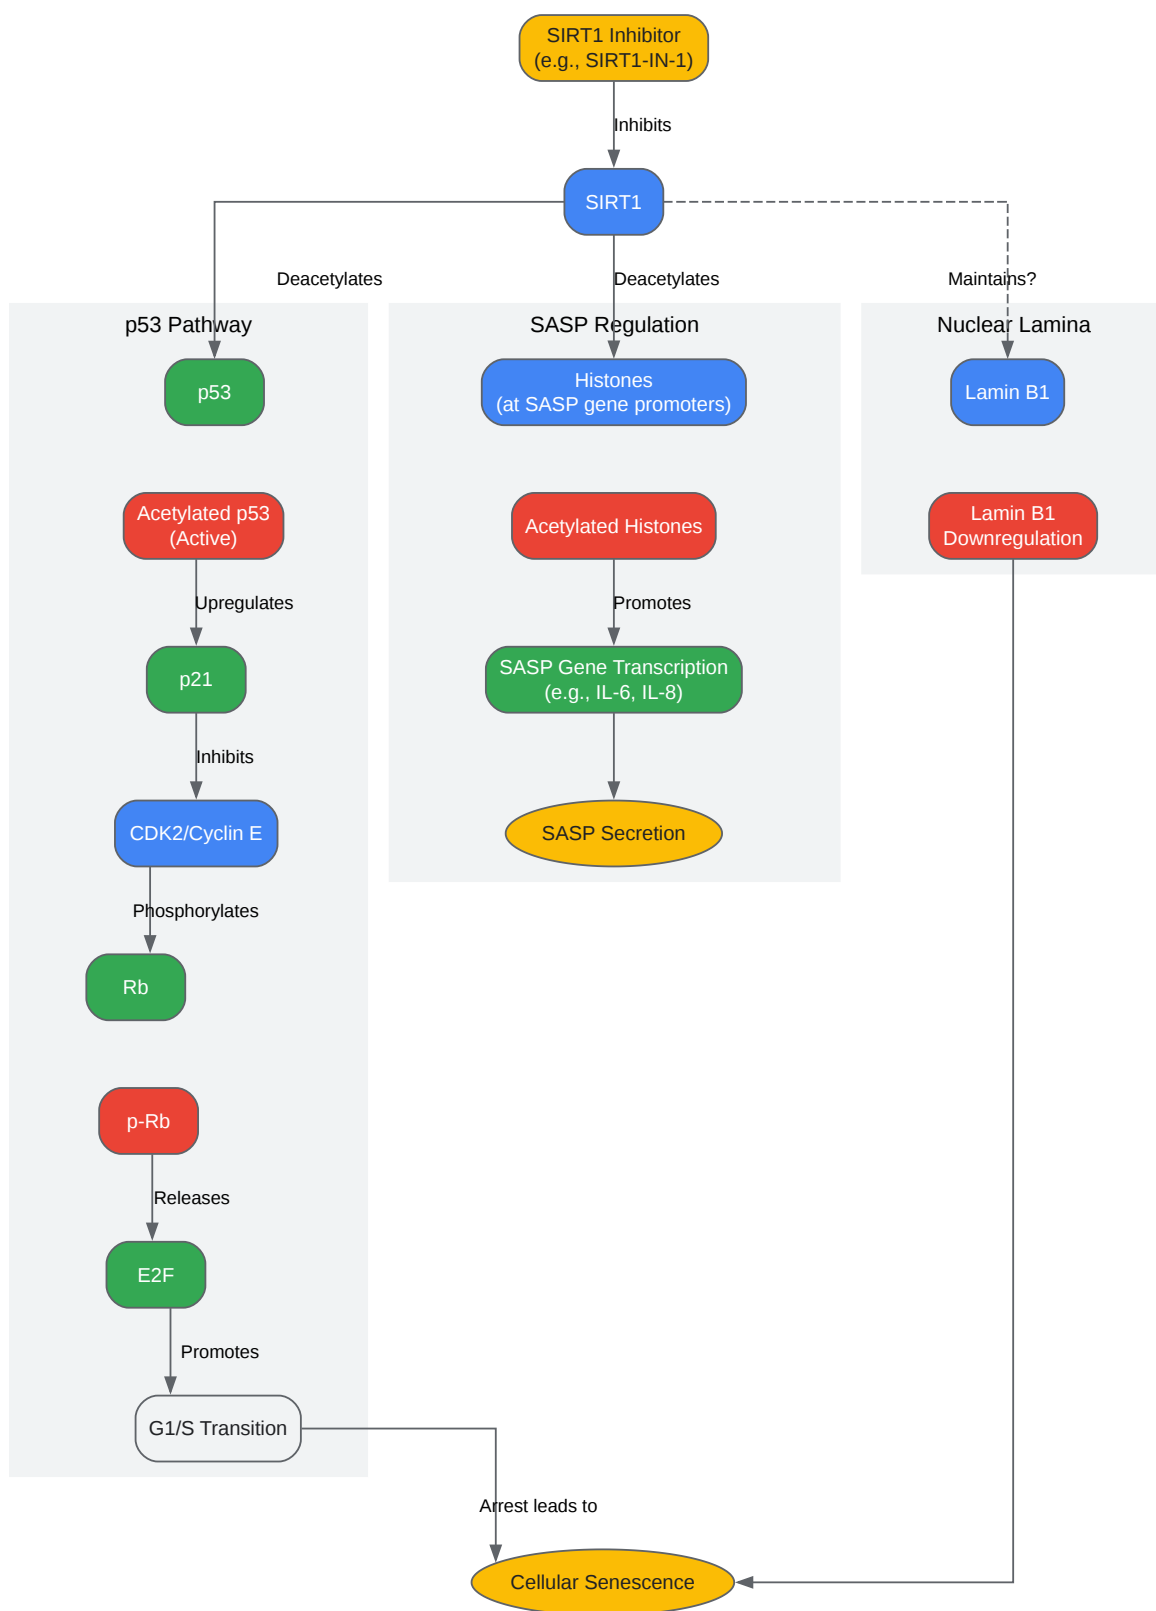 SIRT1 Inhibitor
(e.g., SIRT1-IN-1)
Inhibits
SIRT1
Deacetylates
Deacetylates
Maintains?
p53 Pathway
SASP Regulation
Nuclear Lamina
p53
Histones
(at SASP gene promoters)
Lamin B1
Acetylated p53
(Active)
Acetylated Histones
Lamin B1
Downregulation
Upregulates
Promotes
p21
SASP Gene Transcription
(e.g., IL-6, IL-8)
Inhibits
CDK2/Cyclin E
SASP Secretion
Phosphorylates
Rb
p-Rb
Releases
E2F
Promotes
G1/S Transition
Arrest leads to
Cellular Senescence